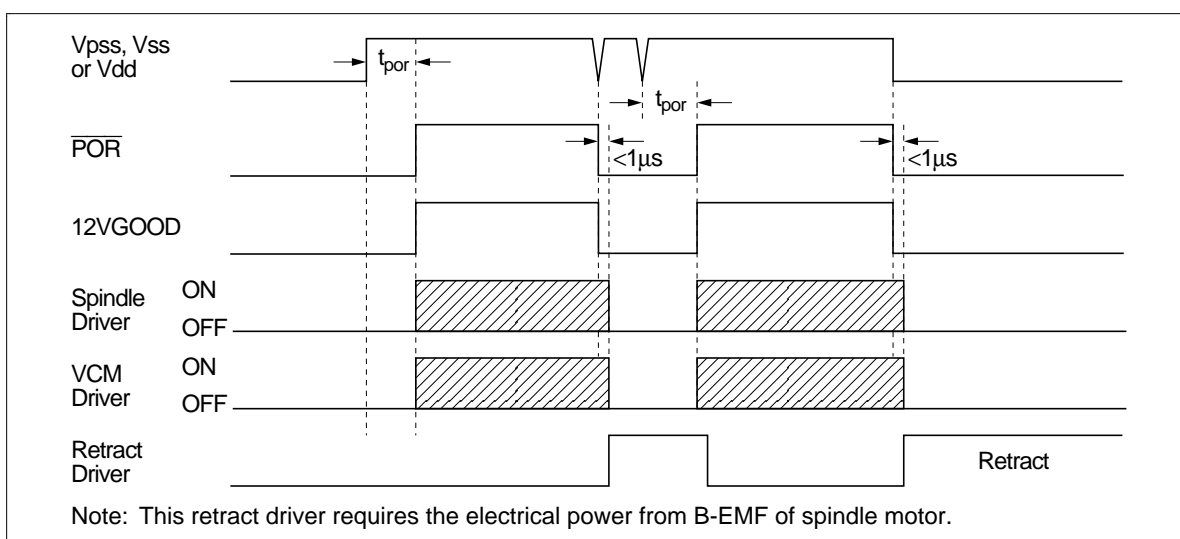 Vpss, Vss
or Vdd
tpor
tpor
POR
<1μs
<1μs
12VGOOD
Spindle
Driver
ON
OFF
VCM
Driver
ON
OFF
Retract
Driver
Retract
Note: This retract driver requires the electrical power from B-EMF of spindle motor.